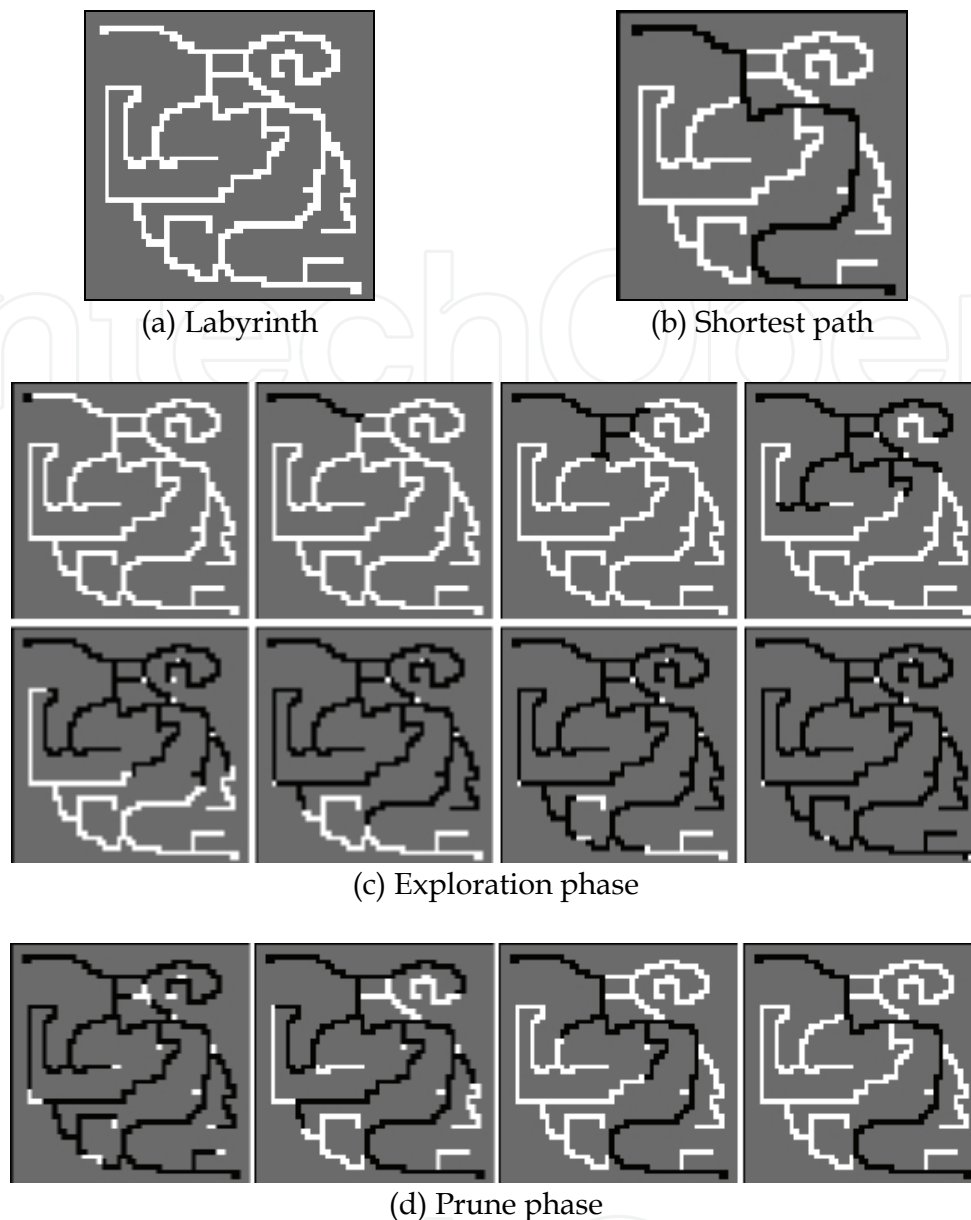 (a) Labyrinth
(b) Shortest path
(c) Exploration phase
(d) Prune phase